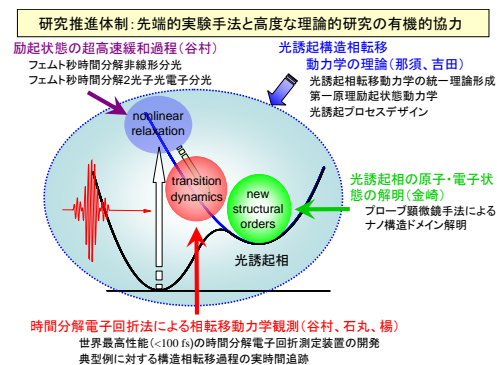 研究推進体制:先端的実験手法と高度な理論的研究の有機的協力
励起状態の超高速緩和過程(谷村)
フェムト秒時間分解非線形分光
フェムト秒時間分解2光子光電子分光
光誘起構造相転移
動力学の理論(那須、吉田)
光誘起相転移動力学の統一理論形成
第一原理励起状態動力学
光誘起プロセスデザイン
nonlinear
relaxation
transition
dynamics
new
structural
orders
光誘起相
光誘起相の原子・電子状
態の解明(金崎)
プローブ顕微鏡手法による
ナノ構造ドメイン解明
時間分解電子回折法による相転移動力学観測(谷村、石丸、楊)
世界最高性能(<100 fs)の時間分解電子回折測定装置の開発
典型例に対する構造相転移過程の実時間追跡